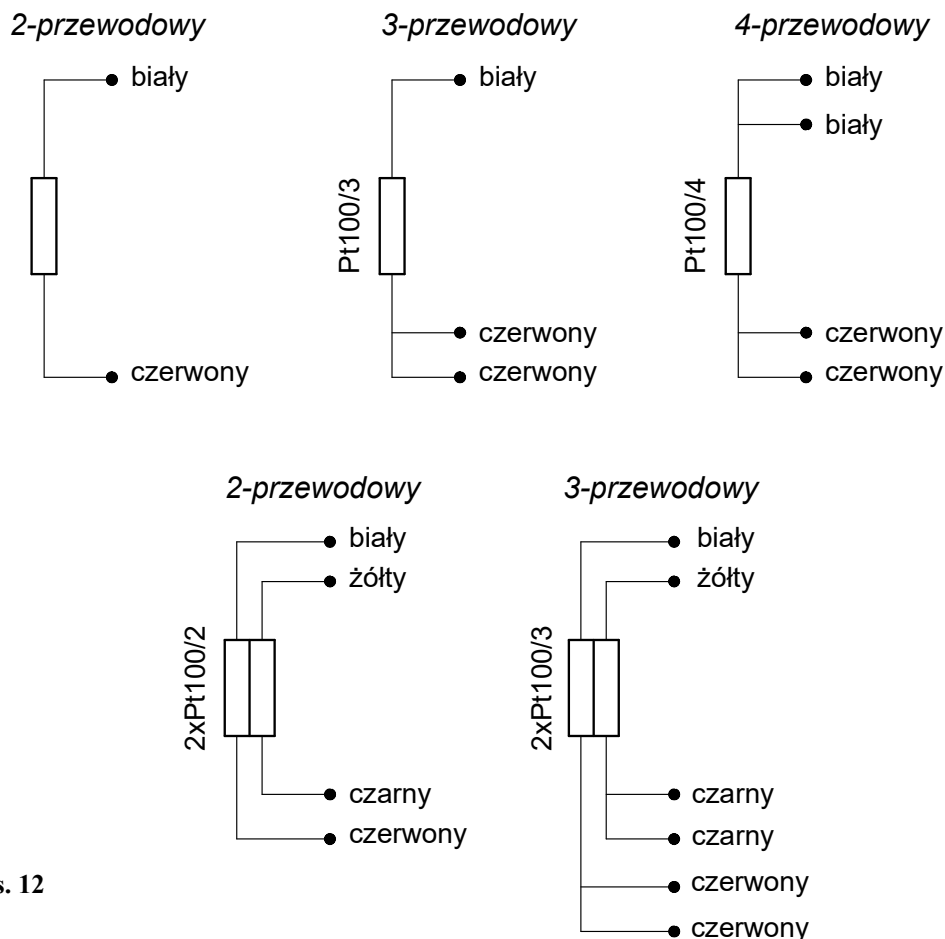 2-przewodowy
biały
czerwony
3-przewodowy
biały
Pt100/3
czerwony
czerwony
4-przewodowy
biały
biały
Pt100/4
czerwony
czerwony
2-przewodowy
biały
żółty
2xPt100/2
czarny
czerwony
3-przewodowy
biały
żółty
2xPt100/3
czarny
czarny
czerwony
czerwony
s. 12